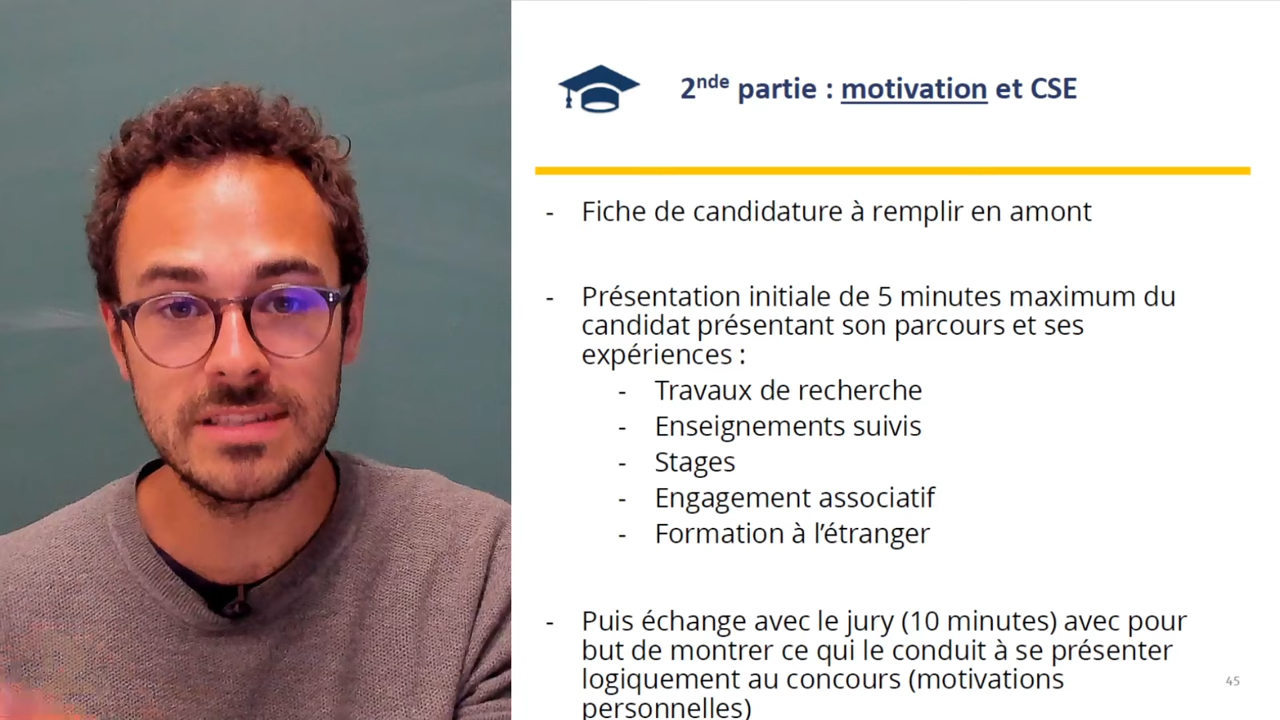 2nde partie : motivation et CSE
- Fiche de candidature à remplir en amont
- Présentation initiale de 5 minutes maximum du
candidat présentant son parcours et ses
expériences :
- Travaux de recherche
- Enseignements suivis
- Stages
- Engagement associatif
- Formation à l’étranger
- Puis échange avec le jury (10 minutes) avec pour
but de montrer ce qui le conduit à se présenter
logiquement au concours (motivations
personnelles)
45